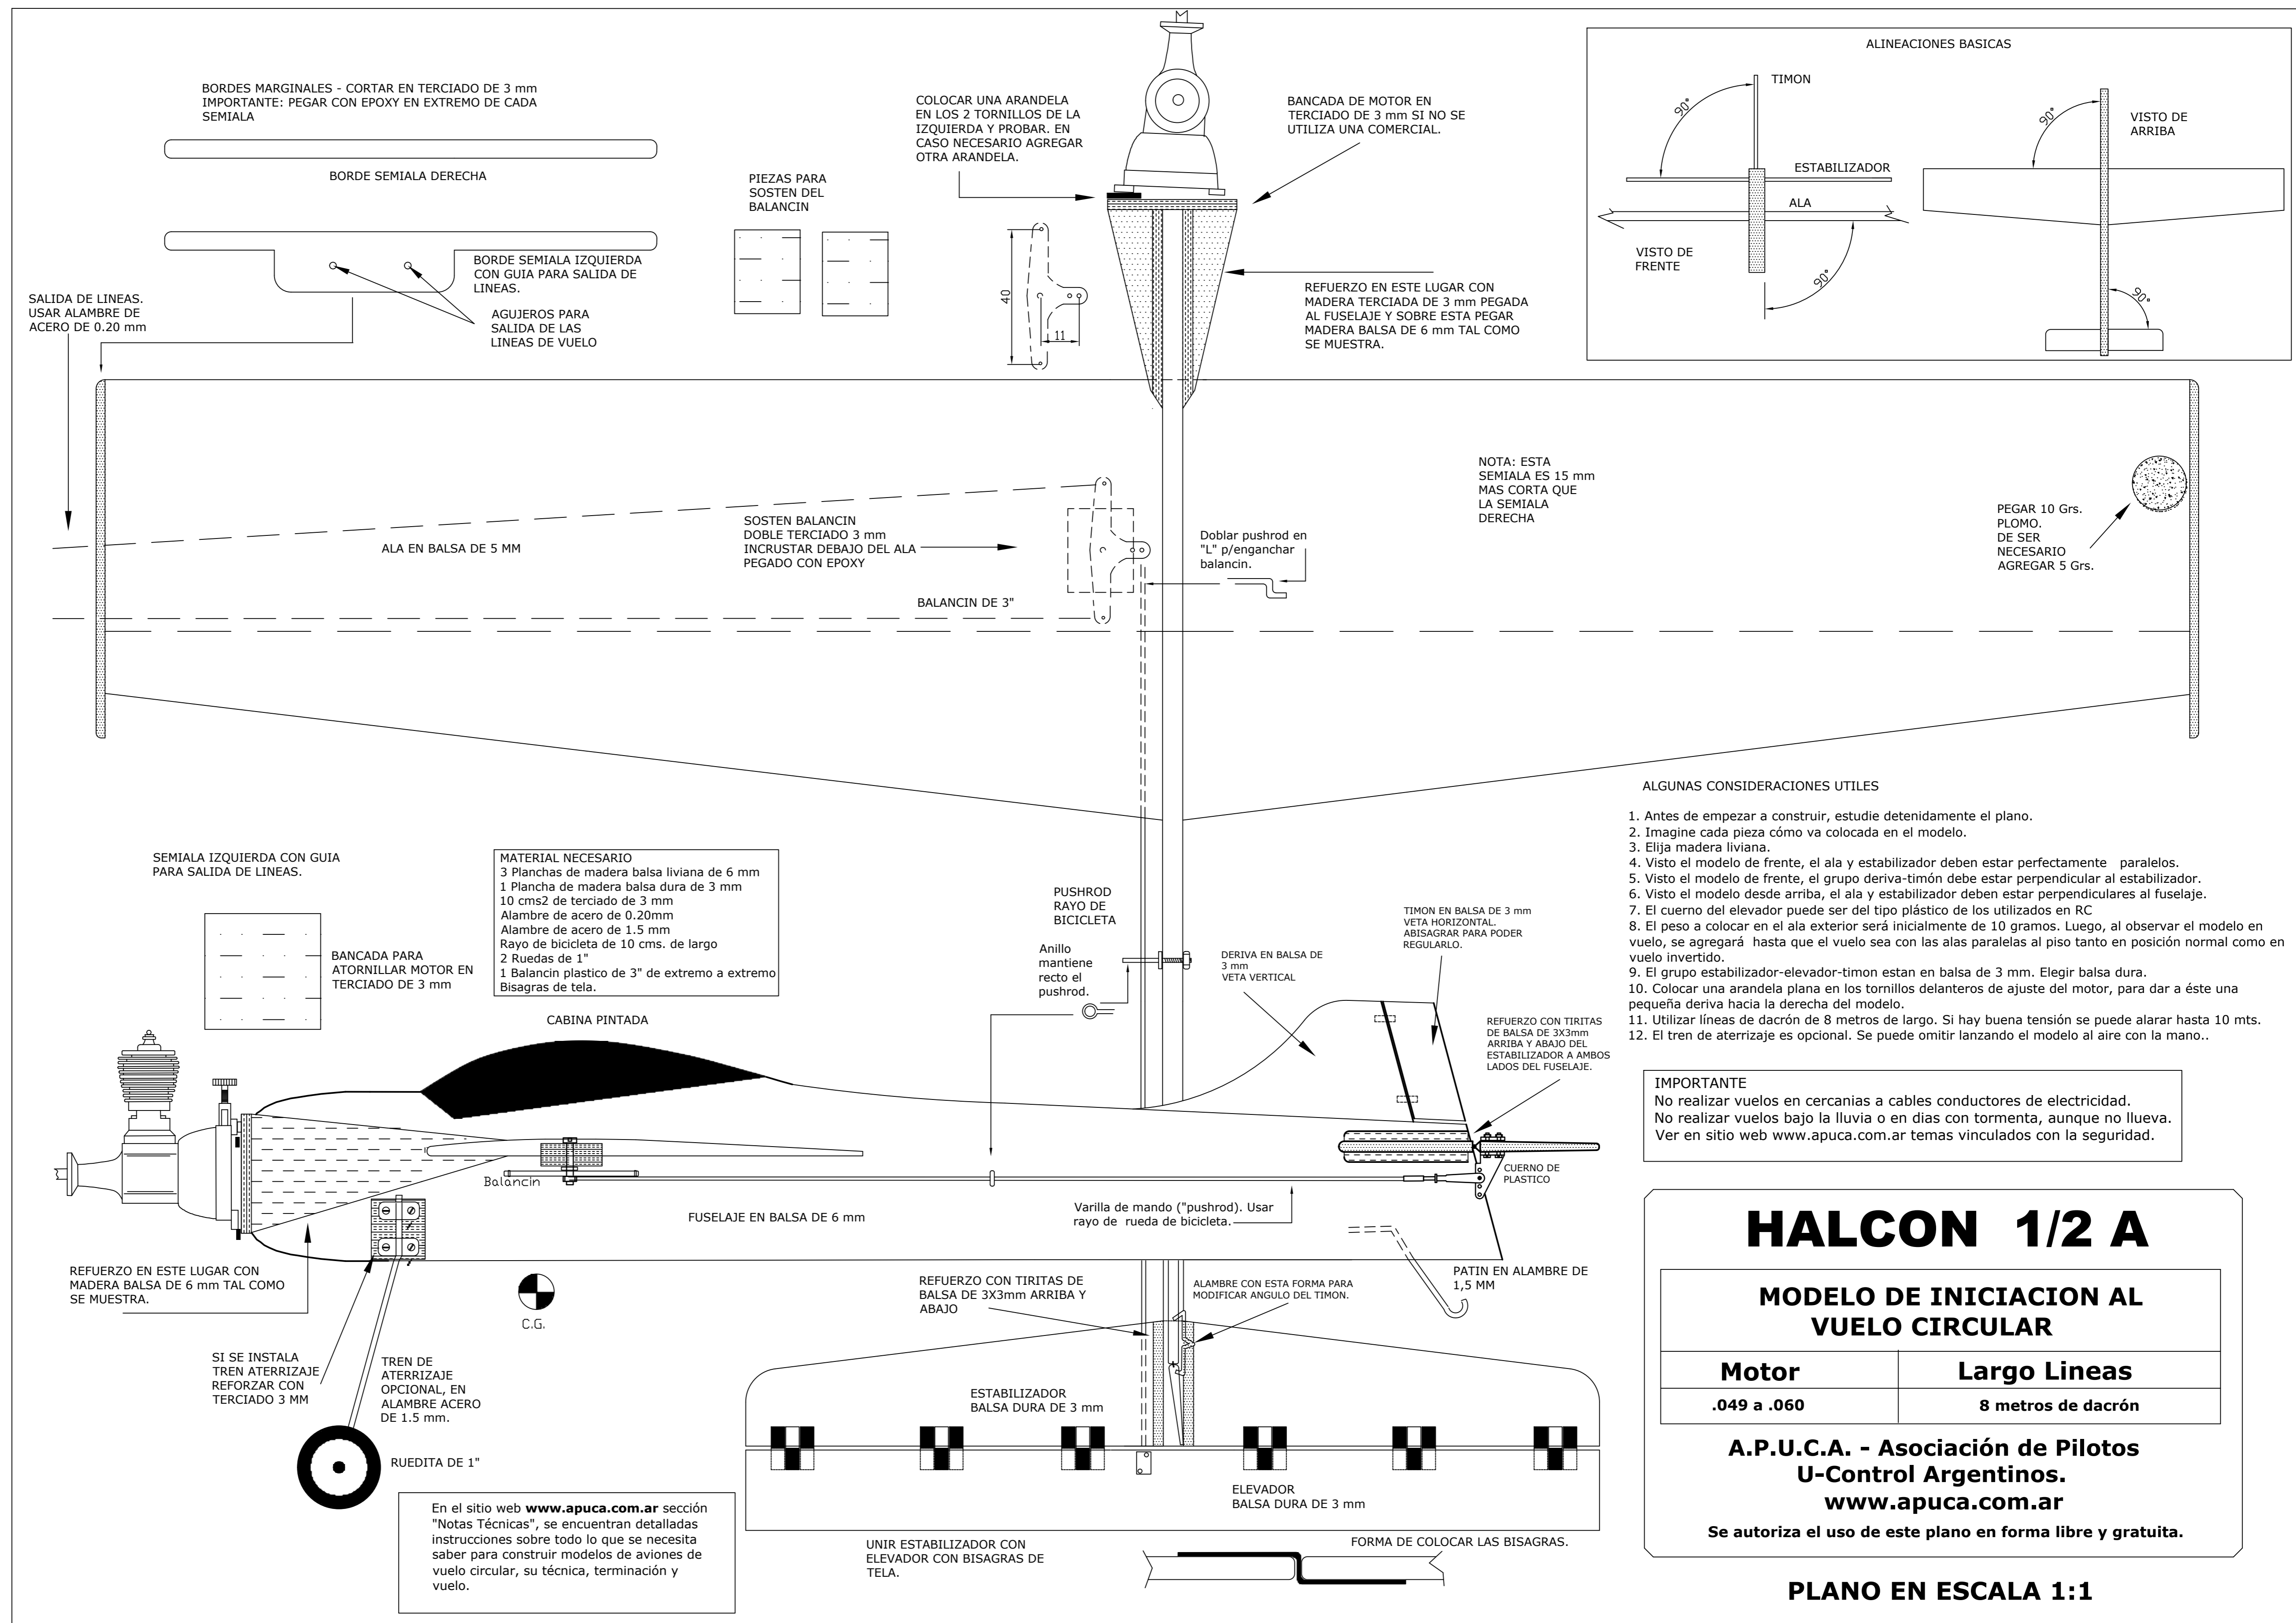 BORDES MARGINALES - CORTAR EN TERCIADO DE 3 mm
IMPORTANTE: PEGAR CON EPOXY EN EXTREMO DE CADA
SEMIALA
BORDE SEMIALA DERECHA
BORDE SEMIALA IZQUIERDA
CON GUIA PARA SALIDA DE
LINEAS.
AGUJEROS PARA
SALIDA DE LAS
LINEAS DE VUELO
SALIDA DE LINEAS.
USAR ALAMBRE DE
ACERO DE 0.20 mm
PIEZAS PARA
SOSTEN DEL
BALANCIN
COLOCAR UNA ARANDELA
EN LOS 2 TORNILLOS DE LA
IZQUIERDA Y PROBAR. EN
CASO NECESARIO AGREGAR
OTRA ARANDELA.
40
11
BANCADA DE MOTOR EN
TERCIADO DE 3 mm SI NO SE
UTILIZA UNA COMERCIAL.
REFUERZO EN ESTE LUGAR CON
MADERA TERCIADA DE 3 mm PEGADA
AL FUSELAJE Y SOBRE ESTA PEGAR
MADERA BALSA DE 6 mm TAL COMO
SE MUESTRA.
ALINEACIONES BASICAS
TIMON
90°
ESTABILIZADOR
ALA
VISTO DE
FRENTE
90°
90°
VISTO DE
ARRIBA
90°
ALA EN BALSA DE 5 MM
SOSTEN BALANCIN
DOBLE TERCIADO 3 mm
INCRUSTAR DEBAJO DEL ALA
PEGADO CON EPOXY
BALANCIN DE 3"
Doblar pushrod en
"L" p/enganchar
balancin.
NOTA: ESTA
SEMIALA ES 15 mm
MAS CORTA QUE
LA SEMIALA
DERECHA
PEGAR 10 Grs.
PLOMO.
DE SER
NECESARIO
AGREGAR 5 Grs.
SEMIALA IZQUIERDA CON GUIA
PARA SALIDA DE LINEAS.
BANCADA PARA
ATORNILLAR MOTOR EN
TERCIADO DE 3 mm
MATERIAL NECESARIO
3 Planchas de madera balsa liviana de 6 mm
1 Plancha de madera balsa dura de 3 mm
10 cms2 de terciado de 3 mm
Alambre de acero de 0.20mm
Alambre de acero de 1.5 mm
Rayo de bicicleta de 10 cms. de largo
2 Ruedas de 1"
1 Balancin plastico de 3" de extremo a extremo
Bisagras de tela.
CABINA PINTADA
PUSHROD
RAYO DE
BICICLETA
Anillo
mantiene
recto el
pushrod.
DERIVA EN BALSA DE
3 mm
VETA VERTICAL
TIMON EN BALSA DE 3 mm
VETA HORIZONTAL.
ABISAGRAR PARA PODER
REGULARLO.
REFUERZO CON TIRITAS
DE BALSA DE 3X3mm
ARRIBA Y ABAJO DEL
ESTABILIZADOR A AMBOS
LADOS DEL FUSELAJE.
CUERNO DE
PLASTICO
Balancin
FUSELAJE EN BALSA DE 6 mm
Varilla de mando ("pushrod). Usar
rayo de rueda de bicicleta.
REFUERZO EN ESTE LUGAR CON
MADERA BALSA DE 6 mm TAL COMO
SE MUESTRA.
C.G.
SI SE INSTALA
TREN ATERRIZAJE
REFORZAR CON
TERCIADO 3 MM
TREN DE
ATERRIZAJE
OPCIONAL, EN
ALAMBRE ACERO
DE 1.5 mm.
RUEDITA DE 1"
En el sitio web www.apuca.com.ar sección
"Notas Técnicas", se encuentran detalladas
instrucciones sobre todo lo que se necesita
saber para construir modelos de aviones de
vuelo circular, su técnica, terminación y
vuelo.
REFUERZO CON TIRITAS DE
BALSA DE 3X3mm ARRIBA Y
ABAJO
ALAMBRE CON ESTA FORMA PARA
MODIFICAR ANGULO DEL TIMON.
PATIN EN ALAMBRE DE
1,5 MM
ESTABILIZADOR
BALSA DURA DE 3 mm
ELEVADOR
BALSA DURA DE 3 mm
UNIR ESTABILIZADOR CON
ELEVADOR CON BISAGRAS DE
TELA.
FORMA DE COLOCAR LAS BISAGRAS.
ALGUNAS CONSIDERACIONES UTILES
1. Antes de empezar a construir, estudie detenidamente el plano.
2. Imagine cada pieza cómo va colocada en el modelo.
3. Elija madera liviana.
4. Visto el modelo de frente, el ala y estabilizador deben estar perfectamente paralelos.
5. Visto el modelo de frente, el grupo deriva-timón debe estar perpendicular al estabilizador.
6. Visto el modelo desde arriba, el ala y estabilizador deben estar perpendiculares al fuselaje.
7. El cuerno del elevador puede ser del tipo plástico de los utilizados en RC
8. El peso a colocar en el ala exterior será inicialmente de 10 gramos. Luego, al observar el modelo en
vuelo, se agregará hasta que el vuelo sea con las alas paralelas al piso tanto en posición normal como en
vuelo invertido.
9. El grupo estabilizador-elevador-timon estan en balsa de 3 mm. Elegir balsa dura.
10. Colocar una arandela plana en los tornillos delanteros de ajuste del motor, para dar a éste una
pequeña deriva hacia la derecha del modelo.
11. Utilizar líneas de dacrón de 8 metros de largo. Si hay buena tensión se puede alarar hasta 10 mts.
12. El tren de aterrizaje es opcional. Se puede omitir lanzando el modelo al aire con la mano..
IMPORTANTE
No realizar vuelos en cercanias a cables conductores de electricidad.
No realizar vuelos bajo la lluvia o en dias con tormenta, aunque no llueva.
Ver en sitio web www.apuca.com.ar temas vinculados con la seguridad.
HALCON 1/2 A
MODELO DE INICIACION AL
VUELO CIRCULAR
Motor
Largo Lineas
.049 a .060
8 metros de dacrón
A.P.U.C.A. - Asociación de Pilotos
U-Control Argentinos.
www.apuca.com.ar
Se autoriza el uso de este plano en forma libre y gratuita.
PLANO EN ESCALA 1:1